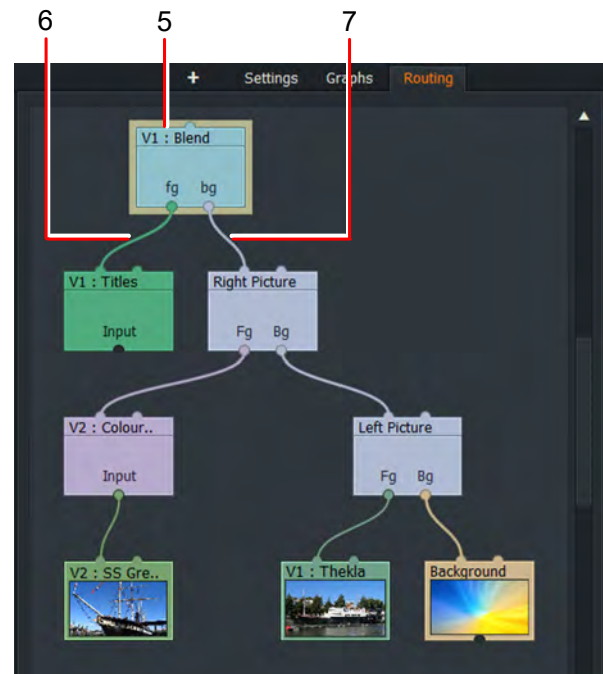 6 5 7
+ Settings Graphs Routing
V1 : Blend
fg bg
V1 : Titles
Input
Right Picture
Fg Bg
V2 : Colour..
Input
Left Picture
Fg Bg
V2 : SS Gre..
V1 : Thekla
Background